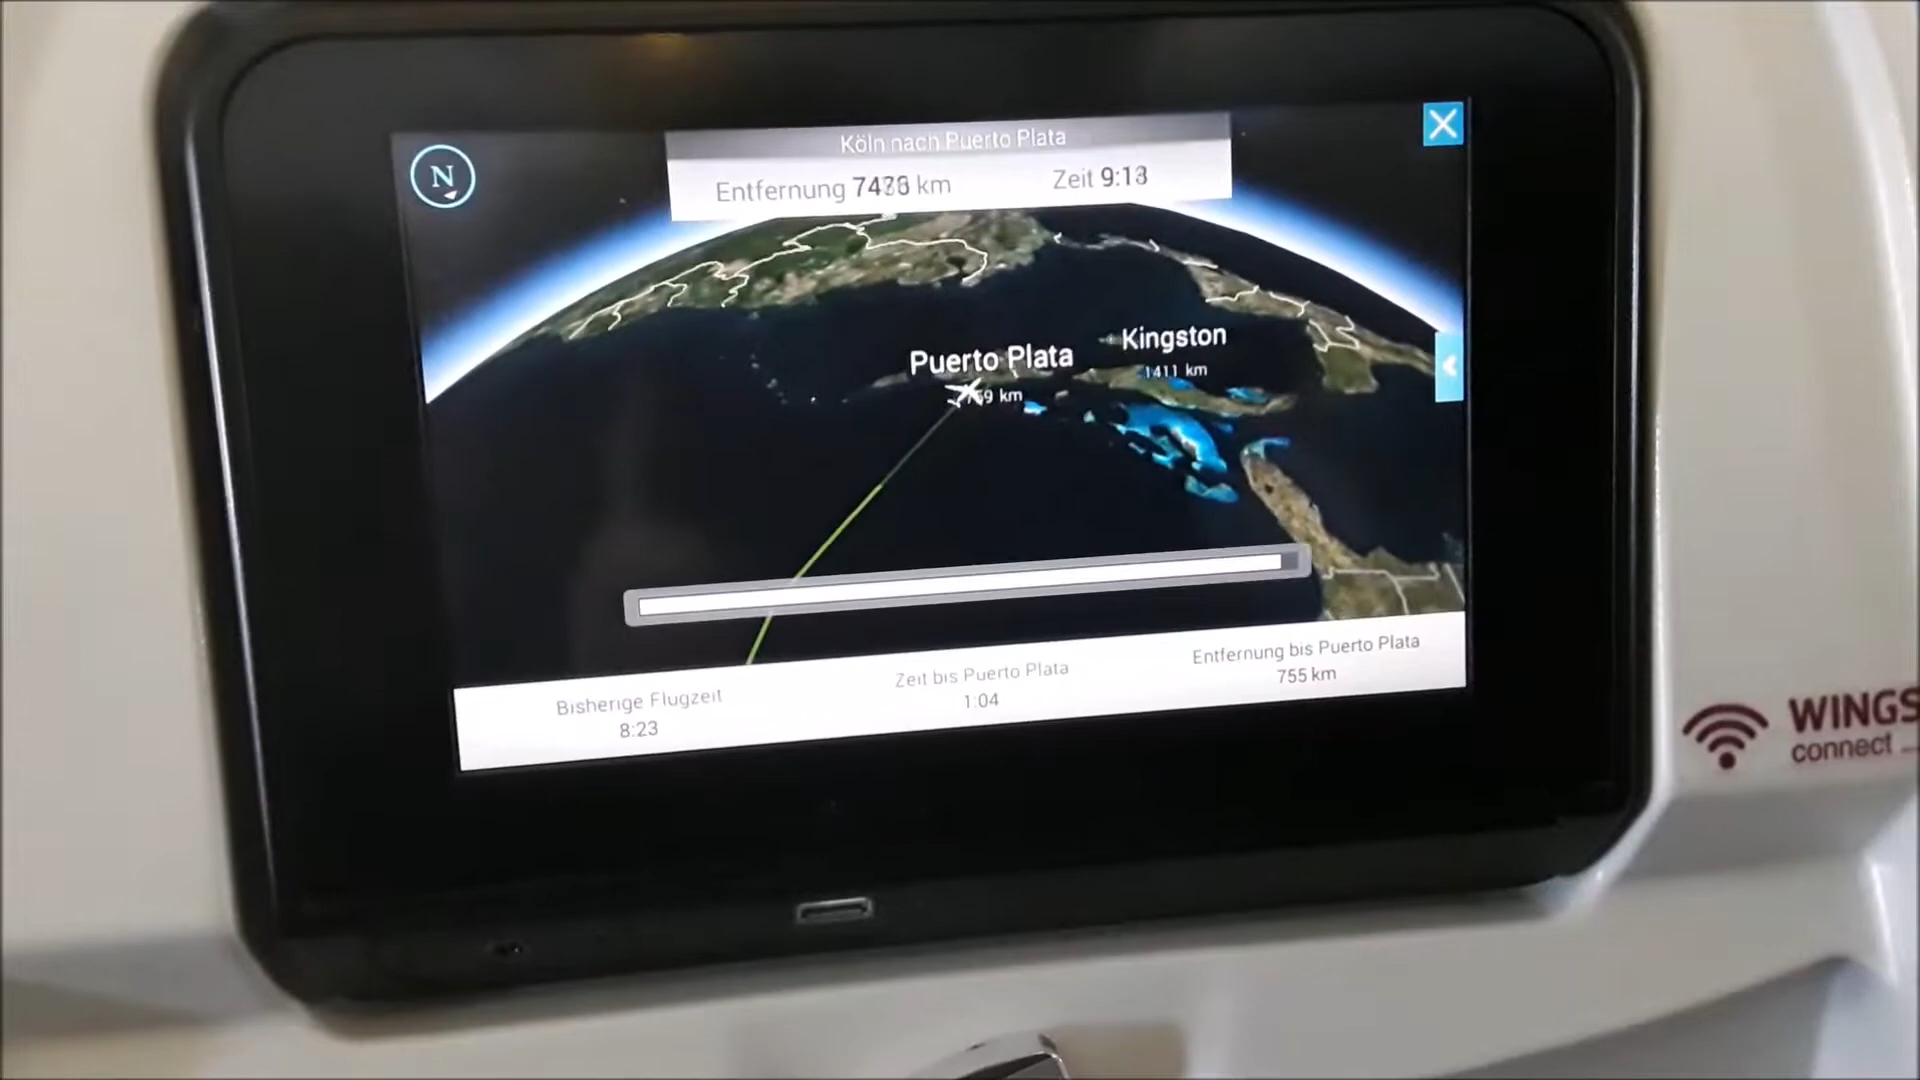 Köln nach Puerto Plata
Entfernung km Zeit
N
Puerto Plata
Kingston
1411 km
km
Bisherige Flugzeit
8:23
Zeit bis Puerto Plata
1:04
Entfernung bis Puerto Plata
755 km
WINGS
connect